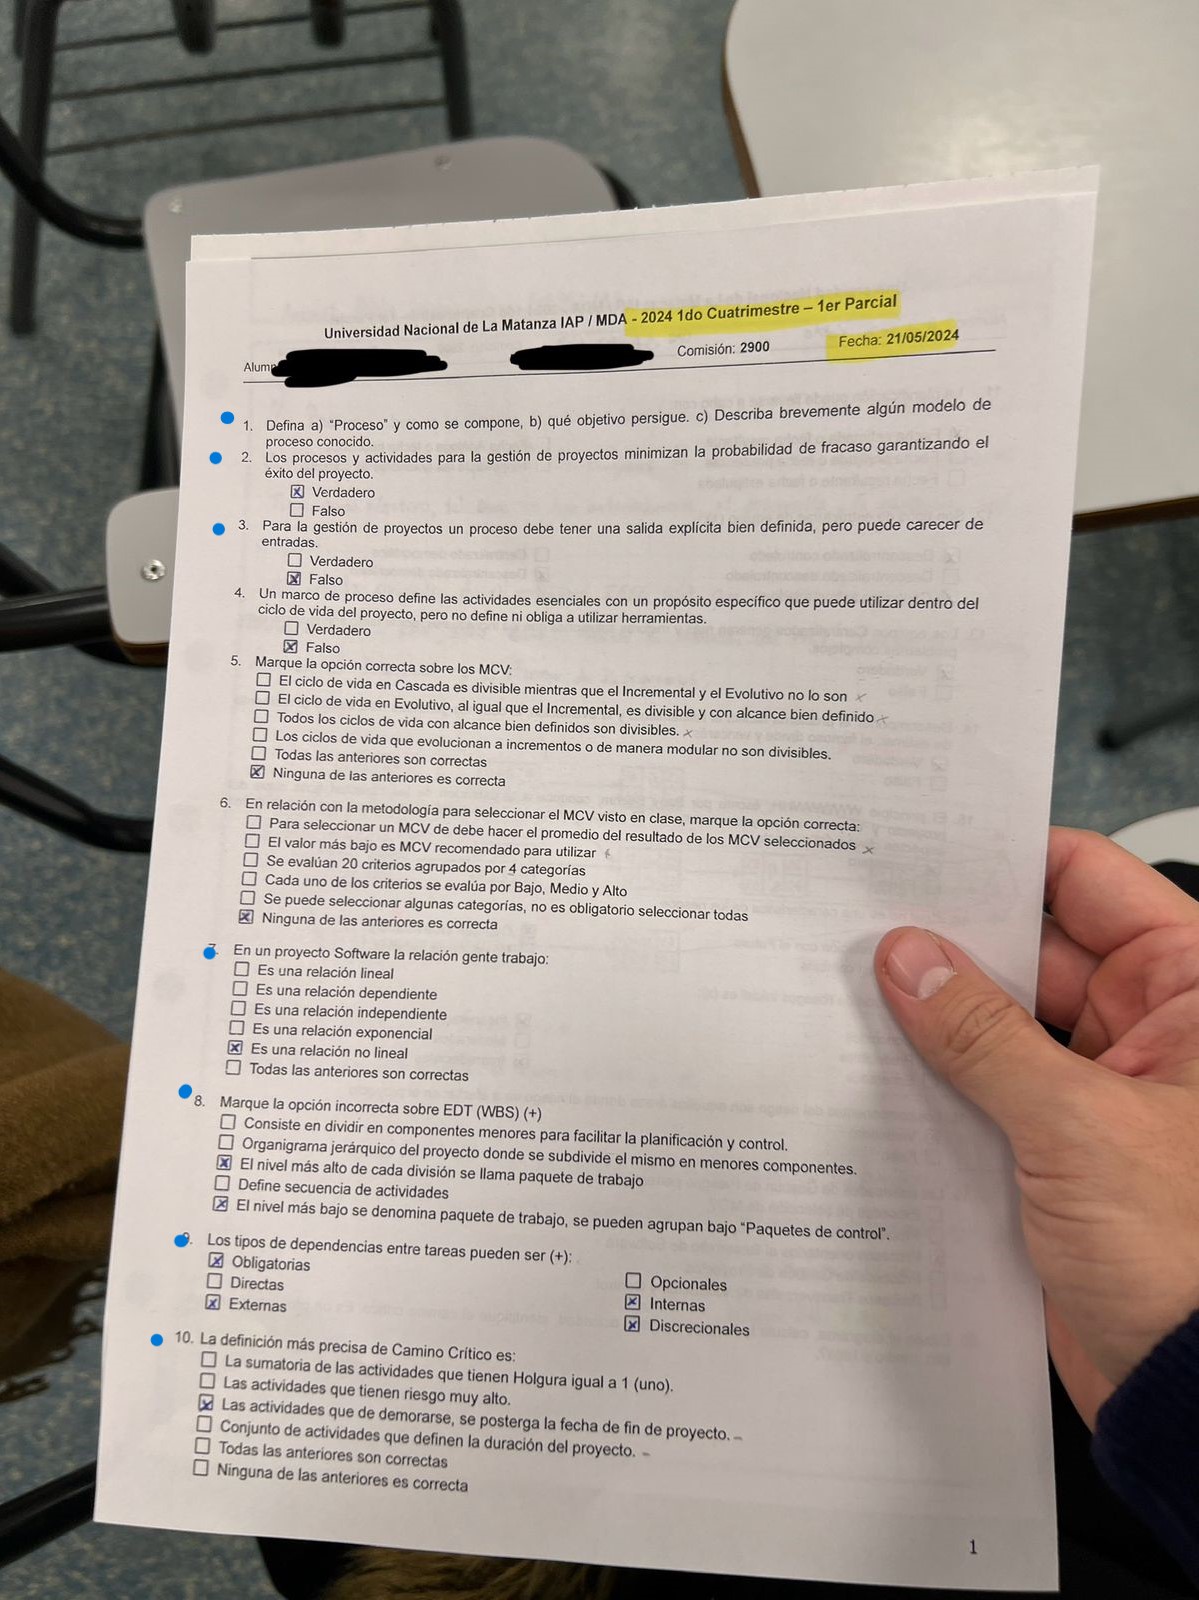 Universidad Nacional de La Matanza IAP / MDA - 2024 1do Cuatrimestre – 1er Parcial
Alum Comisión: 2900 Fecha: 21/05/2024
1. Defina a) “Proceso” y como se compone, b) qué objetivo persigue. c) Describa brevemente algún modelo de
proceso conocido.
2. Los procesos y actividades para la gestión de proyectos minimizan la probabilidad de fracaso garantizando el
éxito del proyecto.
☒ Verdadero
☐ Falso
3. Para la gestión de proyectos un proceso debe tener una salida explícita bien definida, pero puede carecer de
entradas.
☐ Verdadero
☒ Falso
4. Un marco de proceso define las actividades esenciales con un propósito específico que puede utilizar dentro del
ciclo de vida del proyecto, pero no define ni obliga a utilizar herramientas.
☐ Verdadero
☒ Falso
5. Marque la opción correcta sobre los MCV:
☐ El ciclo de vida en Cascada es divisible mientras que el Incremental y el Evolutivo no lo son x
☐ El ciclo de vida en Evolutivo, al igual que el Incremental, es divisible y con alcance bien definido x
☐ Todos los ciclos de vida con alcance bien definidos son divisibles. x
☐ Los ciclos de vida que evolucionan a incrementos o de manera modular no son divisibles.
☐ Todas las anteriores son correctas
☒ Ninguna de las anteriores es correcta
6. En relación con la metodología para seleccionar el MCV visto en clase, marque la opción correcta:
☐ Para seleccionar un MCV de debe hacer el promedio del resultado de los MCV seleccionados x
☐ El valor más bajo es MCV recomendado para utilizar
☐ Se evalúan 20 criterios agrupados por 4 categorías
☐ Cada uno de los criterios se evalúa por Bajo, Medio y Alto
☐ Se puede seleccionar algunas categorías, no es obligatorio seleccionar todas
☒ Ninguna de las anteriores es correcta
7. En un proyecto Software la relación gente trabajo:
☐ Es una relación lineal
☐ Es una relación dependiente
☐ Es una relación independiente
☐ Es una relación exponencial
☒ Es una relación no lineal
☐ Todas las anteriores son correctas
8. Marque la opción incorrecta sobre EDT (WBS) (+)
☐ Consiste en dividir en componentes menores para facilitar la planificación y control.
☐ Organigrama jerárquico del proyecto donde se subdivide el mismo en menores componentes.
☒ El nivel más alto de cada división se llama paquete de trabajo
☐ Define secuencia de actividades
☒ El nivel más bajo se denomina paquete de trabajo, se pueden agrupan bajo “Paquetes de control”.
9. Los tipos de dependencias entre tareas pueden ser (+):
☒ Obligatorias
☐ Directas
☒ Externas
☐ Opcionales
☒ Internas
☒ Discrecionales
10. La definición más precisa de Camino Crítico es:
☐ La sumatoria de las actividades que tienen Holgura igual a 1 (uno).
☐ Las actividades que tienen riesgo muy alto.
☒ Las actividades que de demorarse, se posterga la fecha de fin de proyecto. –
☐ Conjunto de actividades que definen la duración del proyecto. –
☐ Todas las anteriores son correctas
☐ Ninguna de las anteriores es correcta
1